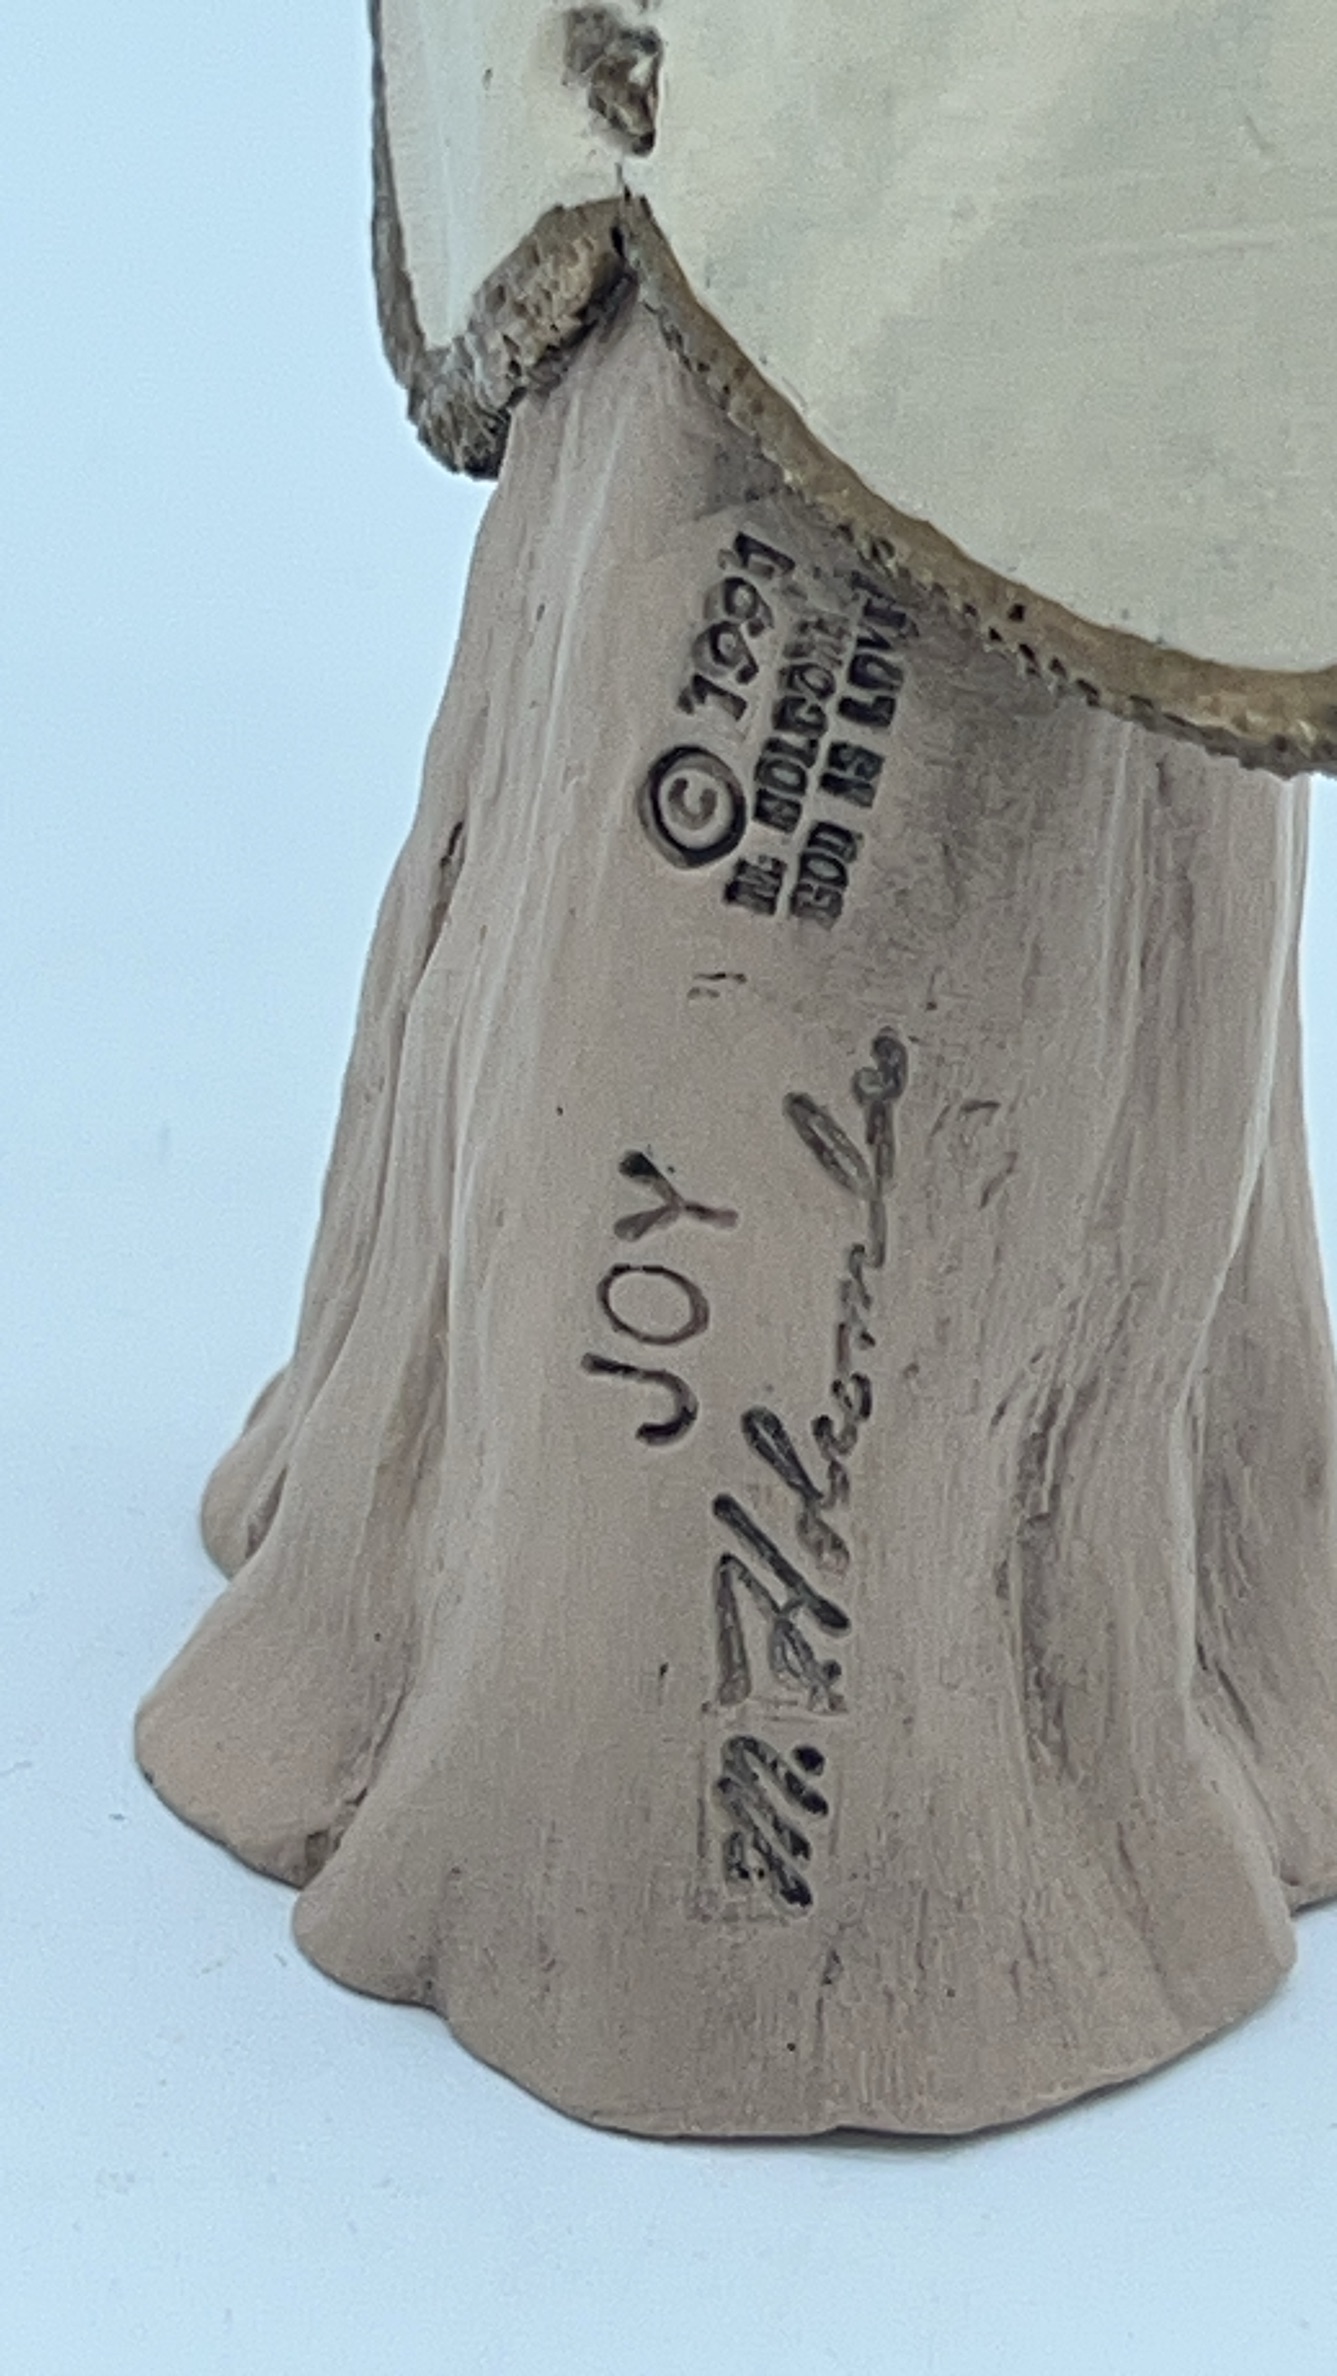 © 1991
M. HOLCOMBE
GOD IS LOVE
JOY
M. Holcombe